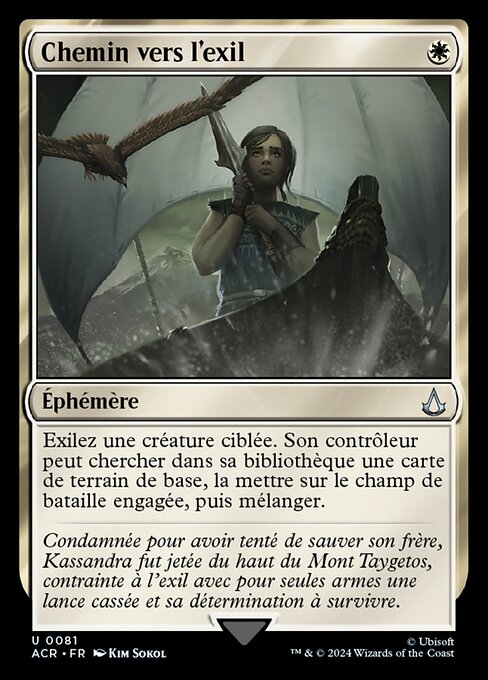 Chemin vers l'exil
Éphémère
Exilez une créature ciblée. Son contrôleur
peut chercher dans sa bibliothèque une carte
de terrain de base, la mettre sur le champ de
bataille engagée, puis mélanger.
Condamnée pour avoir tenté de sauver son frère,
Kassandra fut jetée du haut du Mont Taygetos,
contrainte à l'exil avec pour seules armes une
lance cassée et sa détermination à survivre.
U 0081
ACR • FR Kim Sokol
© Ubisoft
™ & © 2024 Wizards of the Coast